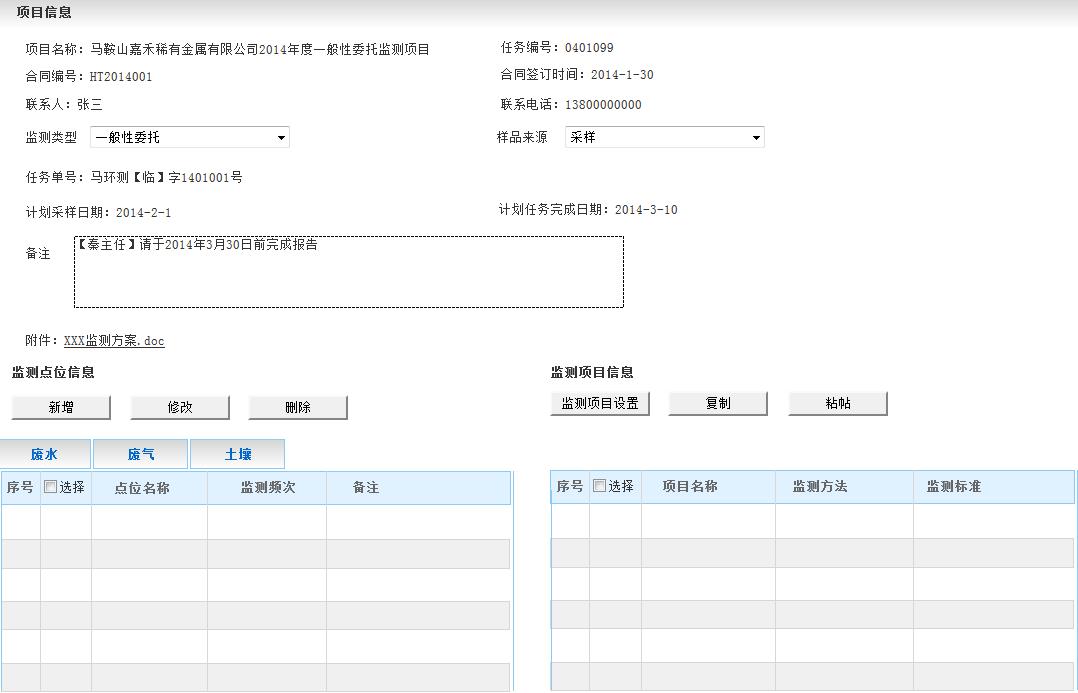 项目信息
项目名称：马鞍山嘉禾稀有金属有限公司2014年度一般性委托监测项目
任务编号：0401099
合同编号：HT2014001
合同签订时间：2014-1-30
联系人：张三
联系电话：13800000000
监测类型 一般性委托
样品来源 采样
任务单号：马环测【临】字1401001号
计划采样日期：2014-2-1
计划任务完成日期：2014-3-10
备注
【秦主任】请于2014年3月30日前完成报告
附件：XXX监测方案.doc
监测点位信息
新增 修改 删除
废水 废气 土壤
序号 选择 点位名称 监测频次 备注
监测项目信息
监测项目设置 复制 粘帖
序号 选择 项目名称 监测方法 监测标准